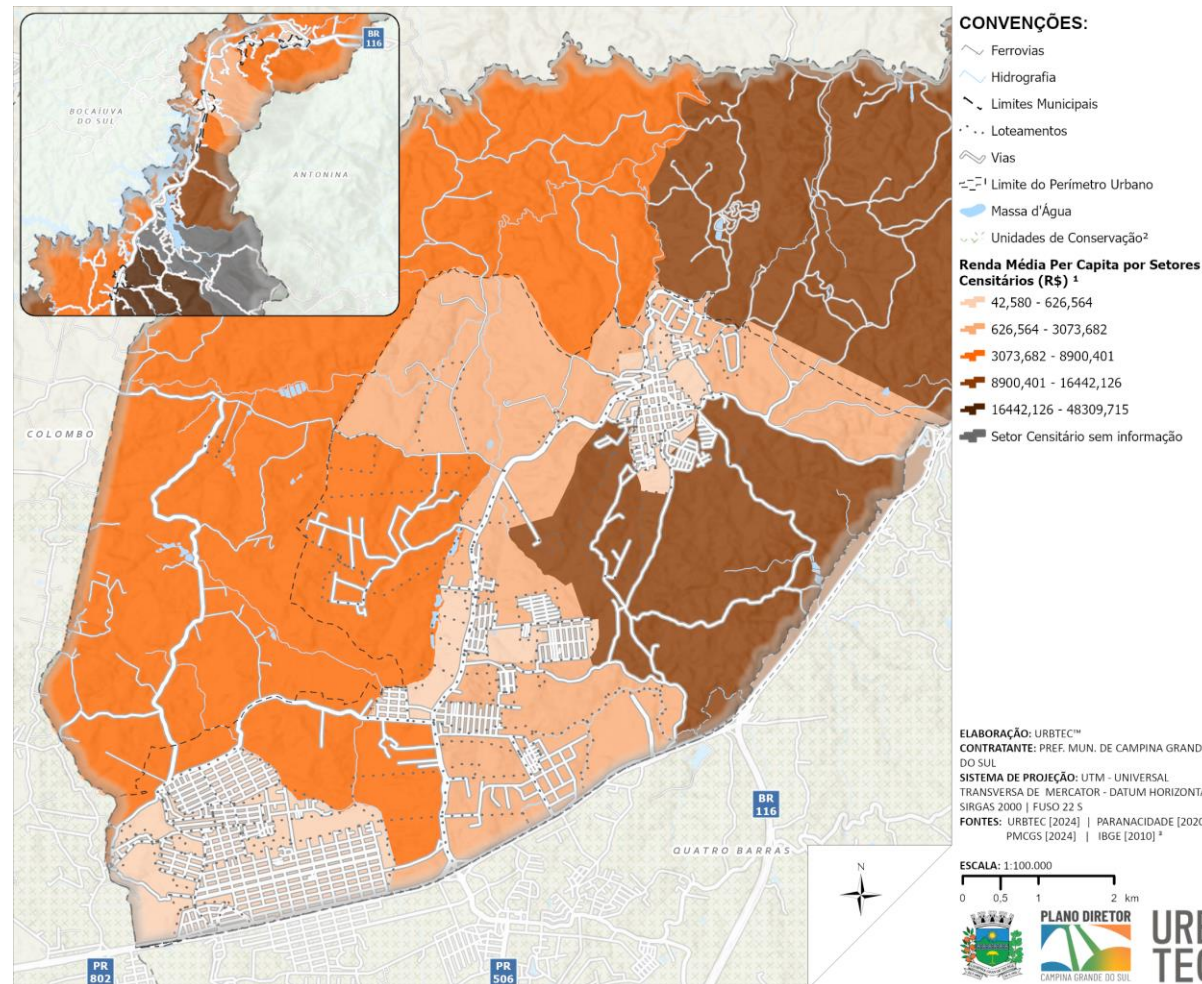 BR
116
BOCAIÚVA
DO SUL
ANTONINA
COLOMBO
QUATRO BARRAS
BR
116
PR
802
PR
506
N
CONVENÇÕES:
Ferrovias
Hidrografia
Limites Municipais
Loteamentos
Vias
Limite do Perímetro Urbano
Massa d'Água
Unidades de Conservação²
Renda Média Per Capita por Setores
Censitários (R$) ¹
42,580 - 626,564
626,564 - 3073,682
3073,682 - 8900,401
8900,401 - 16442,126
16442,126 - 48309,715
Setor Censitário sem informação
ELABORAÇÃO: URBTEC™
CONTRATANTE: PREF. MUN. DE CAMPINA GRANDE
DO SUL
SISTEMA DE PROJEÇÃO: UTM - UNIVERSAL
TRANSVERSA DE MERCATOR - DATUM HORIZONTA
SIRGAS 2000 | FUSO 22 S
FONTES: URBTEC [2024] | PARANACIDADE [202
PMCGS [2024] | IBGE [2010] ³
ESCALA: 1:100.000
0 0,5 1 2 km
PLANO DIRETOR
CAMPINA GRANDE DO SUL
URB
TEC